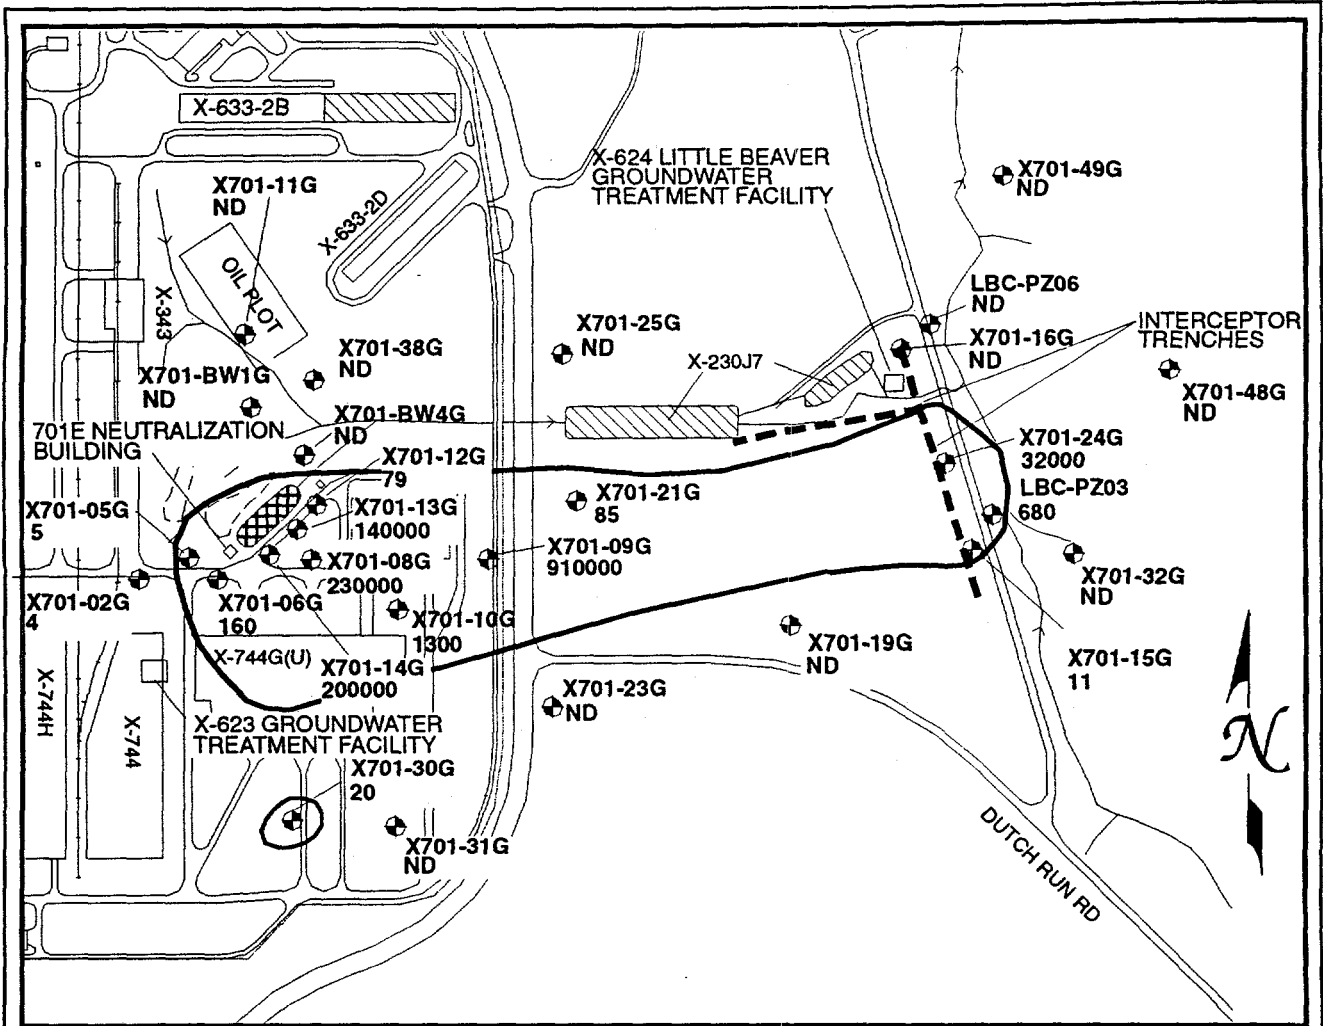 X-633-2B
X-624 LITTLE BEAVER
GROUNDWATER
TREATMENT FACILITY
X701-49G
ND
X701-11G
ND
X-633-2D
OIL PLOT
X-343
LBC-PZ06
ND
INTERCEPTOR
TRENCHES
X701-25G
ND
X701-16G
ND
X701-38G
ND
X-230J7
X701-BW1G
ND
X701-48G
ND
X701-BW4G
ND
701E NEUTRALIZATION
BUILDING
X701-24G
32000
X701-12G
79
X701-21G
85
LBC-PZ03
680
X701-05G
5
X701-13G
140000
X701-09G
910000
X701-08G
230000
X701-32G
ND
X701-02G
4
X701-06G
160
X701-10G
1300
X701-19G
ND
X-744G(U)
X701-14G
200000
X701-15G
11
X701-23G
ND
X-744H
X-744
X-623 GROUNDWATER
TREATMENT FACILITY
N
X701-30G
20
X701-31G
ND
DUTCH RUN RD